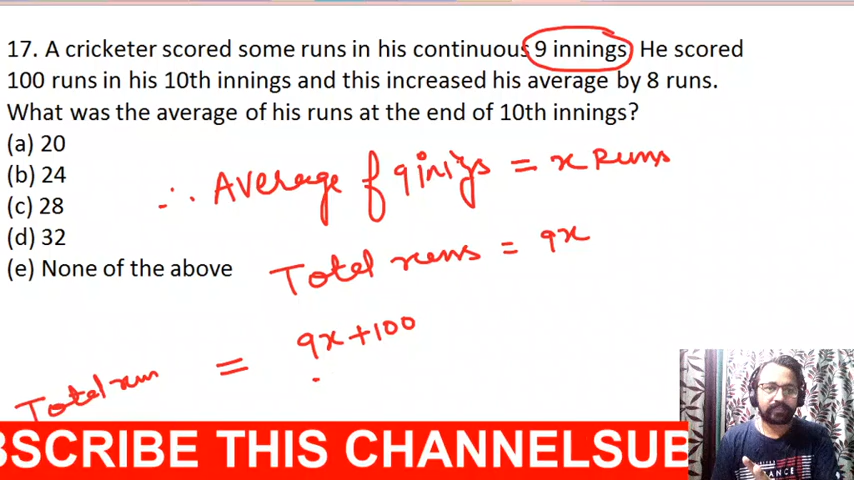 17. A cricketer scored some runs in his continuous 9 innings. He scored
100 runs in his 10th innings and this increased his average by 8 runs.
What was the average of his runs at the end of 10th innings?
(a) 20
(b) 24
(c) 28
(d) 32
(e) None of the above
∴ Average of 9 inings = x Runs
Total runs = 9x
Total run = 9x + 100
BSCRIBE THIS CHANNELSUB
ANCE